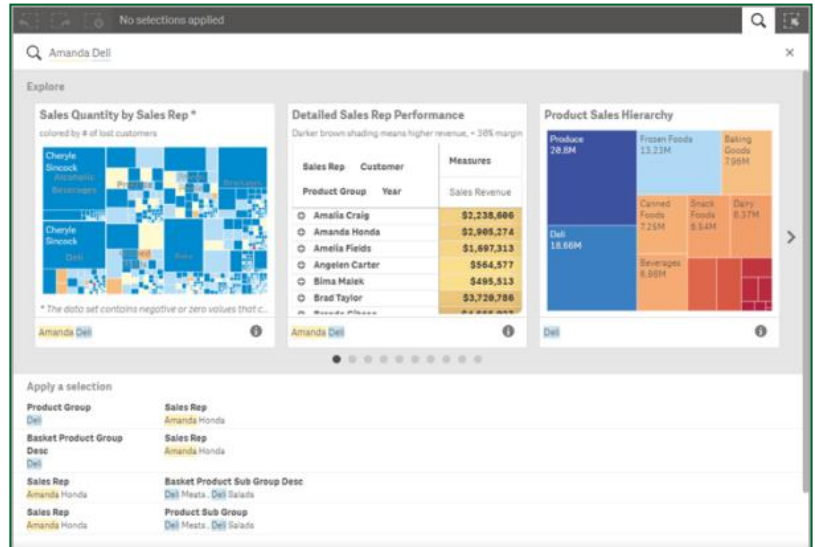 No selections applied
Amanda Deli
Explore
Sales Quantity by Sales Rep *
colored by # of lost customers
Cheryle
Sincock
Alcoholic
Beverages
Produce
Cheryle
Sincock
Deli
* The data set contains negative or zero values that c...
Amanda Deli
Detailed Sales Rep Performance
Darker brown shading means higher revenue, < 30% margin
Sales Rep Customer Measures
Product Group Year Sales Revenue
Amalia Craig $2,238,606
Amanda Honda $2,905,274
Amelia Fields $1,697,313
Angelen Carter $564,577
Bima Malek $495,513
Brad Taylor $3,720,786
Amanda Deli
Product Sales Hierarchy
Produce
20.8M
Frozen Foods
13.23M
Baking
Goods
7.96M
Canned
Foods
7.25M
Snack
Foods
6.54M
Dairy
6.37M
Deli
18.66M
Beverages
6.98M
Deli
Apply a selection
Product Group Sales Rep
Deli Amanda Honda
Basket Product Group Sales Rep
Desc Amanda Honda
Deli
Sales Rep Basket Product Sub Group Desc
Amanda Honda Deli Meats , Deli Salads
Sales Rep Product Sub Group
Amanda Honda Deli Meats , Deli Salads